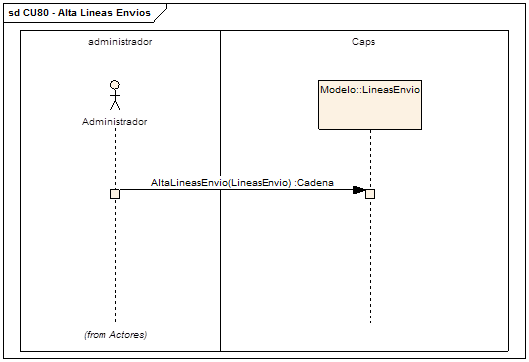 sd CU80 - Alta Lineas Envios
administrador
Caps
Modelo::LineasEnvio
Administrador
AltaLineasEnvio(LineasEnvio) :Cadena
(from Actores)